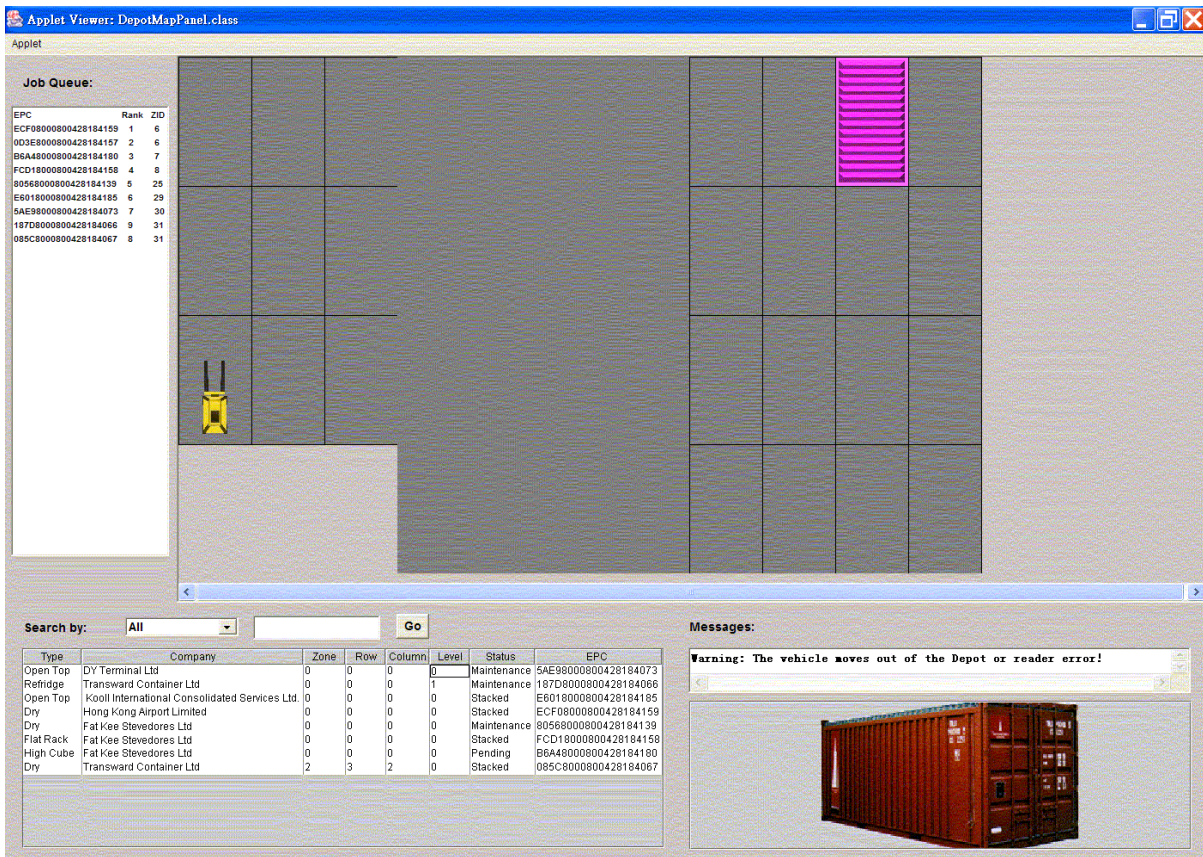 Applet Viewer: DepotMapPanel.class
Applet
Job Queue:
EPC Rank ZID
ECF08000800428184159 1 6
0D3E8000800428184157 2 6
B6A48000800428184180 3 7
FCD18000800428184158 4 8
80568000800428184139 5 25
E6018000800428184185 6 29
5AE98000800428184073 7 30
187D8000800428184066 9 31
085C8000800428184067 8 31
Search by: All Go
Type Company Zone Row Column Level Status EPC
Open Top DY Terminal Ltd 0 0 0 0 Maintenance 5AE98000800428184073
Refridge Transward Container Ltd 0 0 0 1 Maintenance 187D8000800428184066
Open Top Kooll International Consolidated Services Ltd. 0 0 0 0 Stacked E6018000800428184185
Dry Hong Kong Airport Limited 0 0 0 0 Stacked ECF08000800428184159
Dry Fat Kee Stevedores Ltd 0 0 0 0 Maintenance 80568000800428184139
Flat Rack Fat Kee Stevedores Ltd 0 0 0 0 Stacked FCD18000800428184158
High Cube Fat Kee Stevedores Ltd 0 0 0 0 Pending B6A48000800428184180
Dry Transward Container Ltd 2 3 2 0 Stacked 085C8000800428184067
Messages:
Warning: The vehicle moves out of the Depot or reader error!